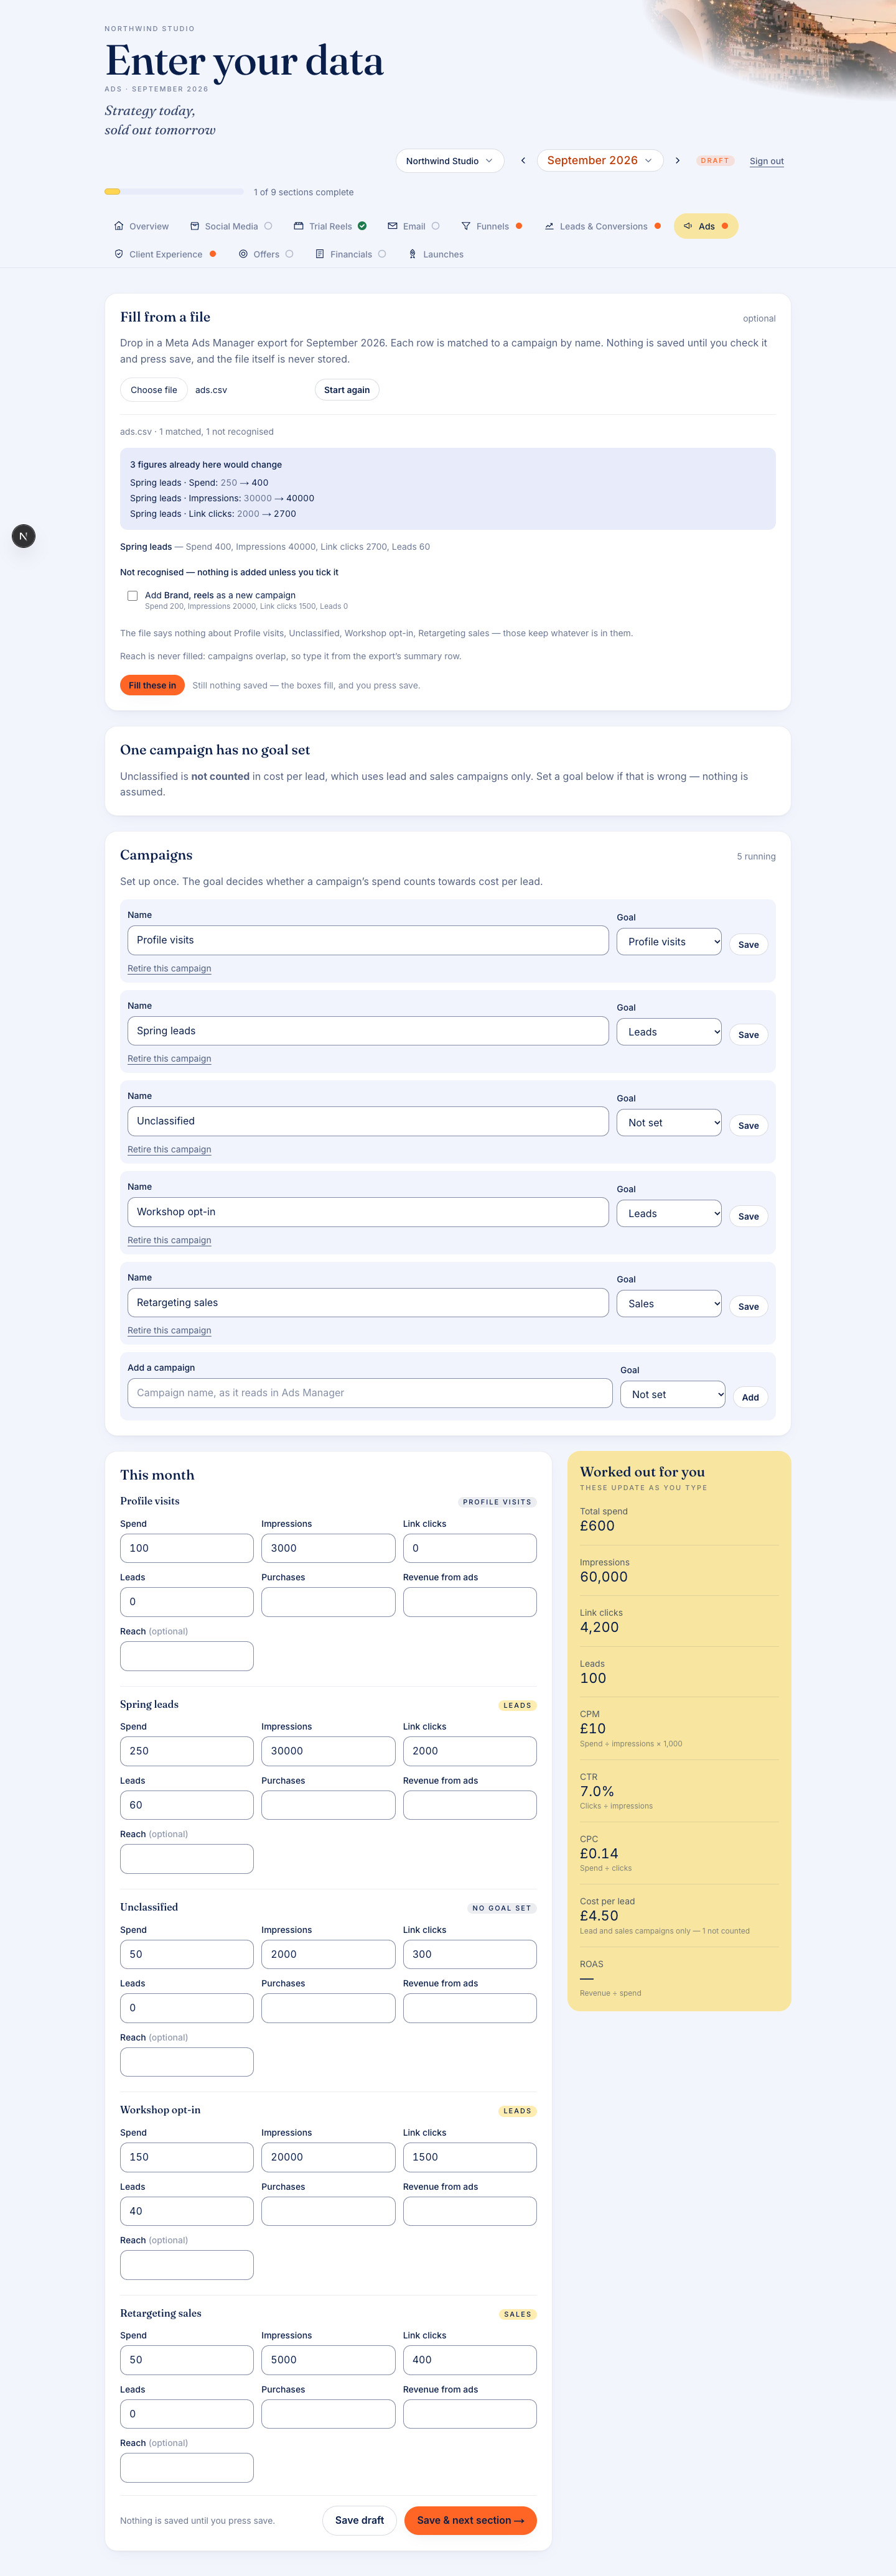 NORTHWIND STUDIO
Enter your data
ADS · SEPTEMBER 2026
Strategy today,
sold out tomorrow
Northwind Studio
September 2026
DRAFT
Sign out
1 of 9 sections complete
Overview
Social Media
Trial Reels
Email
Funnels
Leads & Conversions
Ads
Client Experience
Offers
Financials
Launches
Fill from a file
optional
Drop in a Meta Ads Manager export for September 2026. Each row is matched to a campaign by name. Nothing is saved until you check it
and press save, and the file itself is never stored.
Choose file ads.csv
Start again
ads.csv · 1 matched, 1 not recognised
3 figures already here would change
Spring leads · Spend: 250 → 400
Spring leads · Impressions: 30000 → 40000
Spring leads · Link clicks: 2000 → 2700
N
Spring leads — Spend 400, Impressions 40000, Link clicks 2700, Leads 60
Not recognised — nothing is added unless you tick it
Add Brand, reels as a new campaign
Spend 200, Impressions 20000, Link clicks 1500, Leads 0
The file says nothing about Profile visits, Unclassified, Workshop opt-in, Retargeting sales — those keep whatever is in them.
Reach is never filled: campaigns overlap, so type it from the export's summary row.
Fill these in
Still nothing saved — the boxes fill, and you press save.
One campaign has no goal set
Unclassified is not counted in cost per lead, which uses lead and sales campaigns only. Set a goal below if that is wrong — nothing is
assumed.
Campaigns
5 running
Set up once. The goal decides whether a campaign's spend counts towards cost per lead.
Name
Goal
Profile visits
Profile visits
Save
Retire this campaign
Name
Goal
Spring leads
Leads
Save
Retire this campaign
Name
Goal
Unclassified
Not set
Save
Retire this campaign
Name
Goal
Workshop opt-in
Leads
Save
Retire this campaign
Name
Goal
Retargeting sales
Sales
Save
Retire this campaign
Add a campaign
Goal
Campaign name, as it reads in Ads Manager
Not set
Add
This month
Profile visits
PROFILE VISITS
Spend Impressions Link clicks
100 3000 0
Leads Purchases Revenue from ads
0
Reach (optional)
Spring leads
LEADS
Spend Impressions Link clicks
250 30000 2000
Leads Purchases Revenue from ads
60
Reach (optional)
Unclassified
NO GOAL SET
Spend Impressions Link clicks
50 2000 300
Leads Purchases Revenue from ads
0
Reach (optional)
Workshop opt-in
LEADS
Spend Impressions Link clicks
150 20000 1500
Leads Purchases Revenue from ads
40
Reach (optional)
Retargeting sales
SALES
Spend Impressions Link clicks
50 5000 400
Leads Purchases Revenue from ads
0
Reach (optional)
Nothing is saved until you press save.
Save draft
Save & next section →
Worked out for you
THESE UPDATE AS YOU TYPE
Total spend
£600
Impressions
60,000
Link clicks
4,200
Leads
100
CPM
£10
Spend ÷ impressions × 1,000
CTR
7.0%
Clicks ÷ impressions
CPC
£0.14
Spend ÷ clicks
Cost per lead
£4.50
Lead and sales campaigns only — 1 not counted
ROAS
—
Revenue ÷ spend